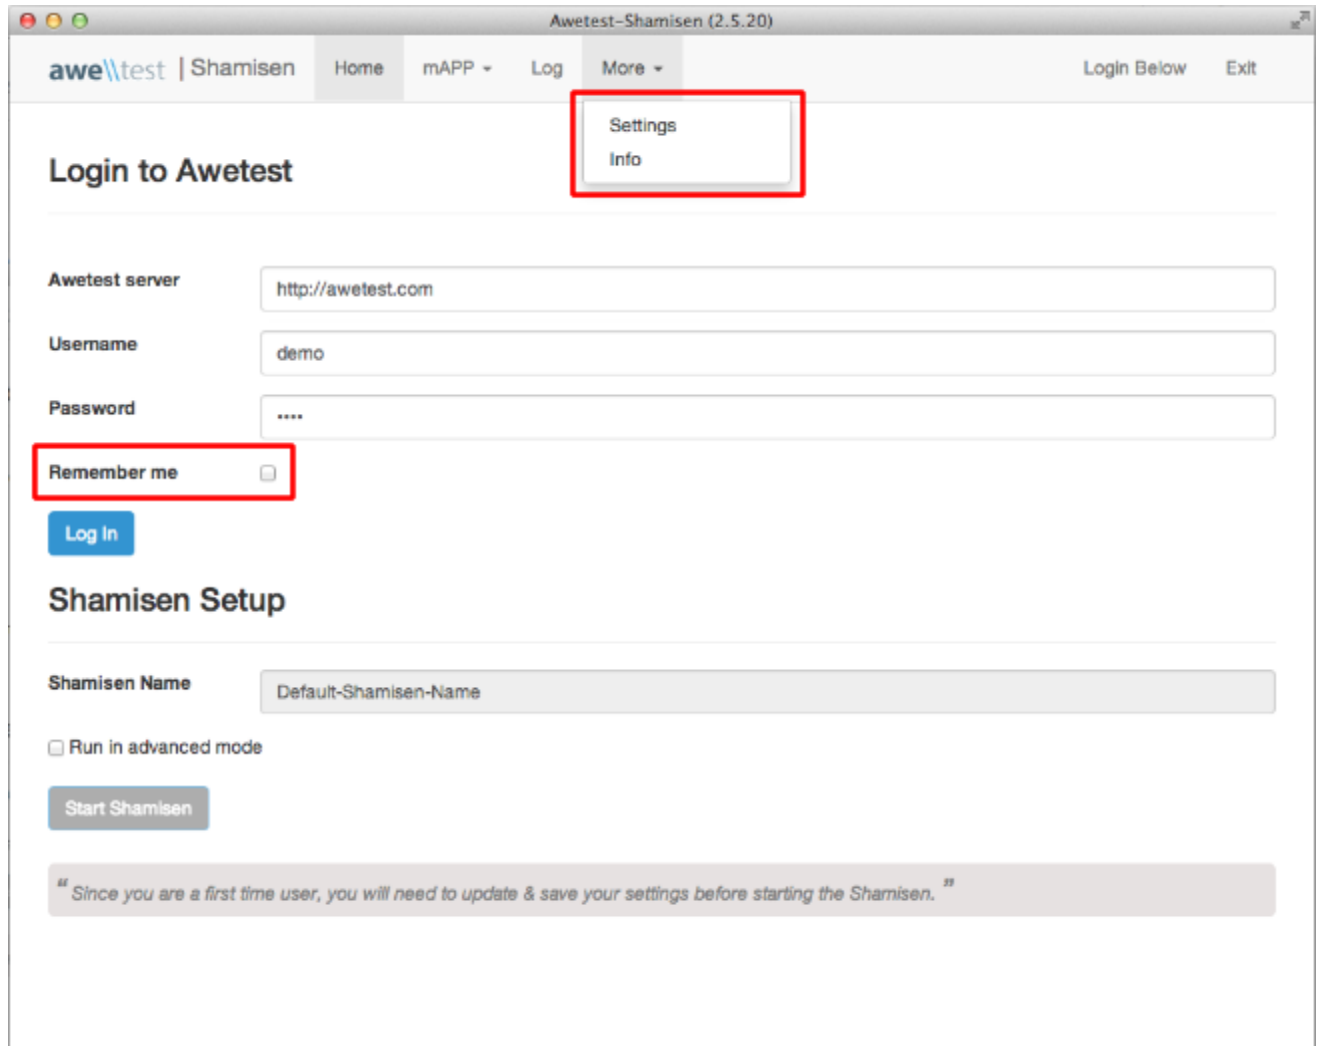 Awetest-Shamisen (2.5.20)
awe\\test | Shamisen Home mAPP Log More Login Below Exit
Settings
Info
Login to Awetest
Awetest server http://awetest.com
Username demo
Password ••••
Remember me
Log In
Shamisen Setup
Shamisen Name Default-Shamisen-Name
Run in advanced mode
Start Shamisen
" Since you are a first time user, you will need to update & save your settings before starting the Shamisen. "